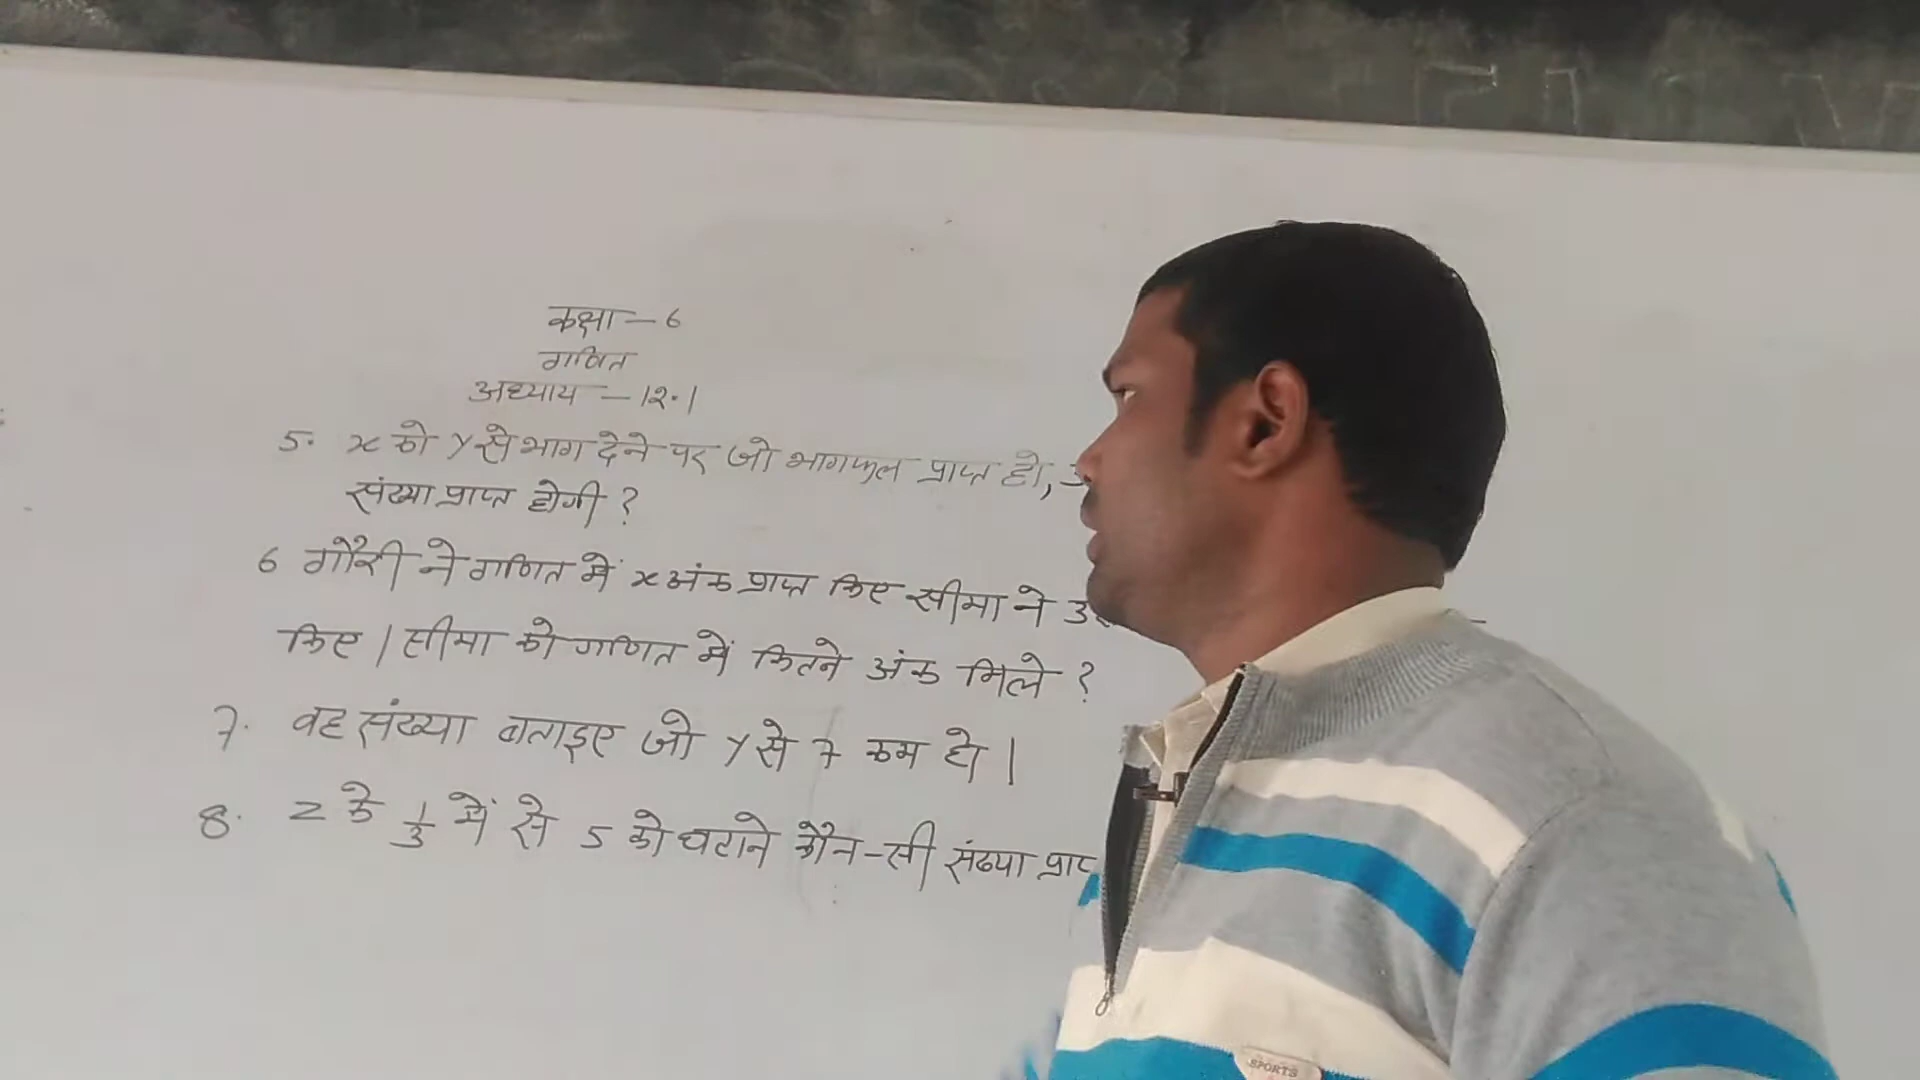 कक्षा – 6
गणित
अध्याय – 12.1
5. x को y से भाग देने पर जो भागफल प्राप्त हो,
संख्या प्राप्त होगी ?
6 गौरी ने गणित में x अंक प्राप्त किए सीमा ने
किए | सीमा को गणित में कितने अंक मिले ?
7. वह संख्या बताइए जो y से 7 कम हो |
8. z के 1/3 में से 5 को घटाने कौन-सी संख्या
SPORTS